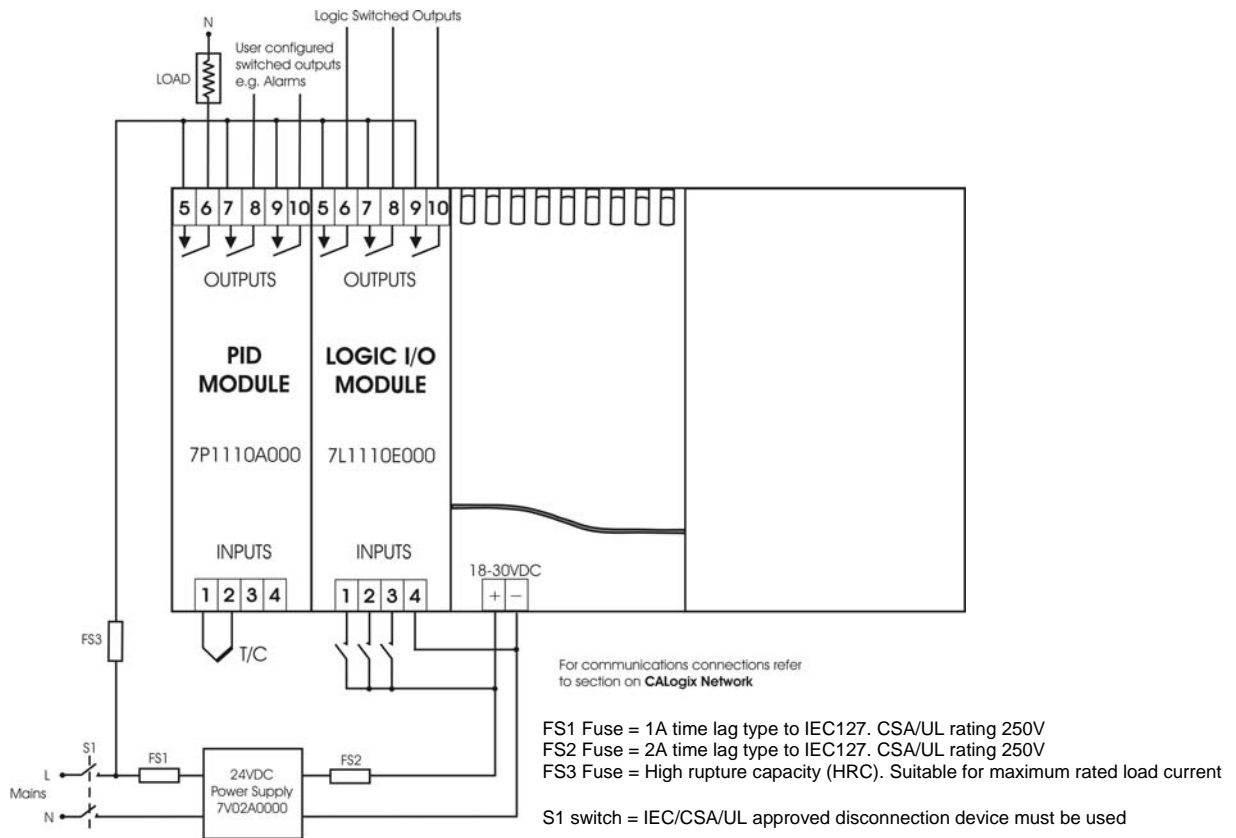 Logic Switched Outputs
N
User configured
switched outputs
e.g. Alarms
LOAD
5 6 7 8 9 10 5 6 7 8 9 10
OUTPUTS OUTPUTS
PID
MODULE
LOGIC I/O
MODULE
7P1110A000 7L1110E000
INPUTS INPUTS
18-30VDC
1 2 3 4 1 2 3 4 + -
FS3
T/C
For communications connections refer
to section on CALogix Network
FS1 Fuse = 1A time lag type to IEC127. CSA/UL rating 250V
FS2 Fuse = 2A time lag type to IEC127. CSA/UL rating 250V
FS3 Fuse = High rupture capacity (HRC). Suitable for maximum rated load current
S1 switch = IEC/CSA/UL approved disconnection device must be used
S1
FS1
FS2
L
Mains
N
24VDC
Power Supply
7V02A0000